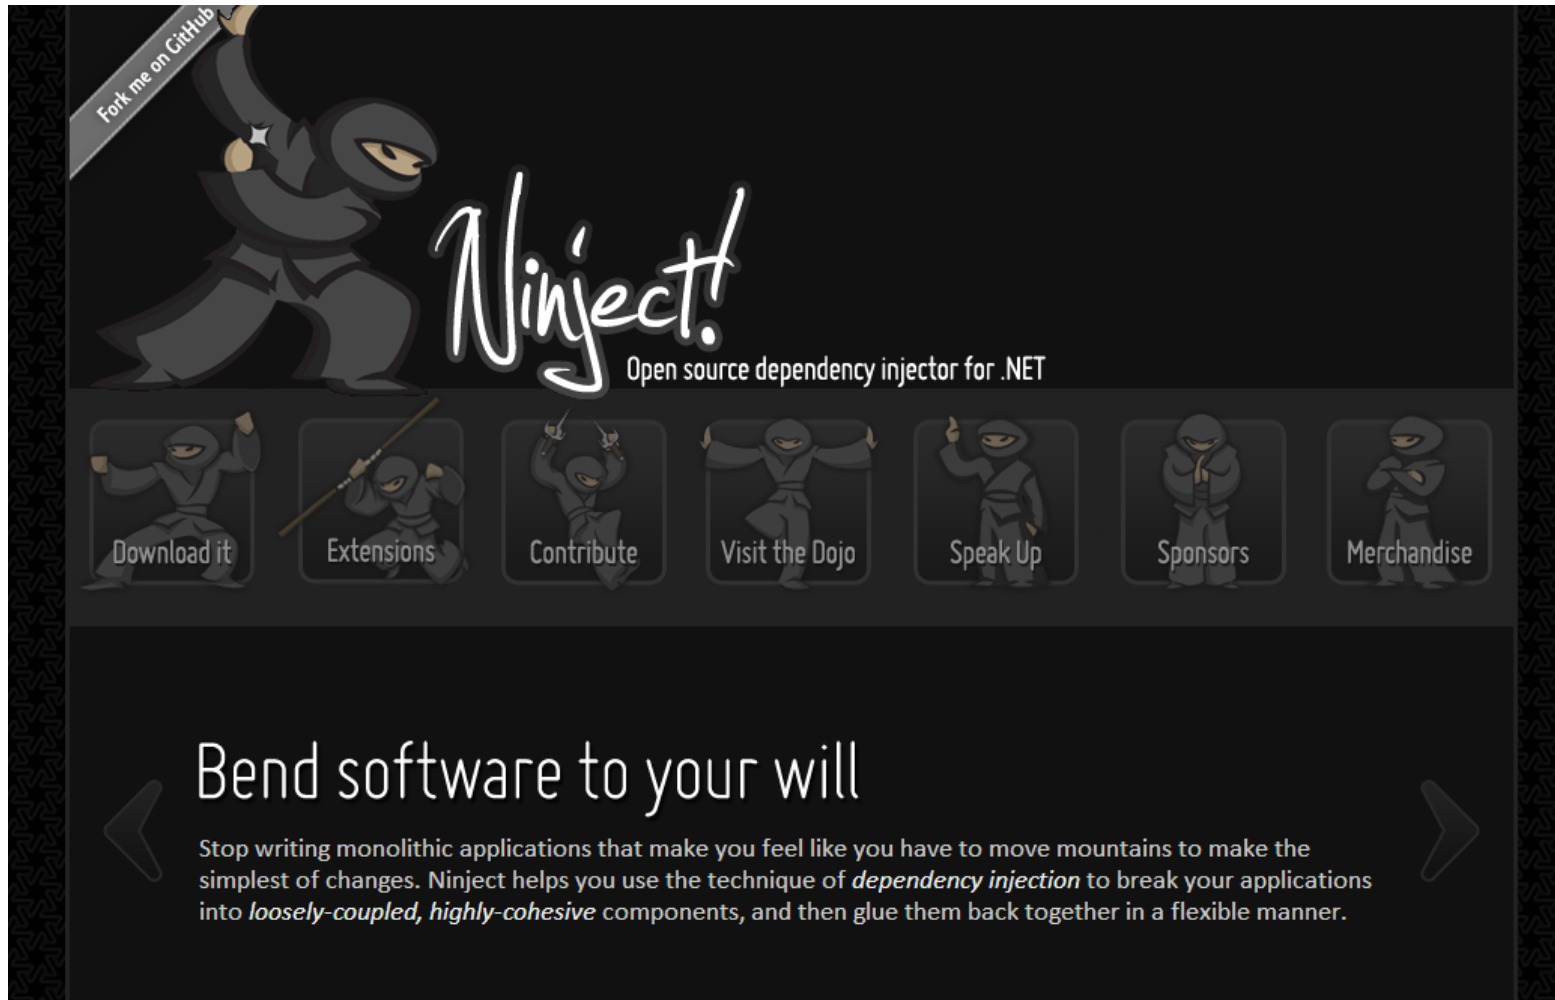 Fork me on GitHub
Ninject!
Open source dependency injector for .NET
Download it
Extensions
Contribute
Visit the Dojo
Speak Up
Sponsors
Merchandise
Bend software to your will
Stop writing monolithic applications that make you feel like you have to move mountains to make the
simplest of changes. Ninject helps you use the technique of dependency injection to break your applications
into loosely-coupled, highly-cohesive components, and then glue them back together in a flexible manner.